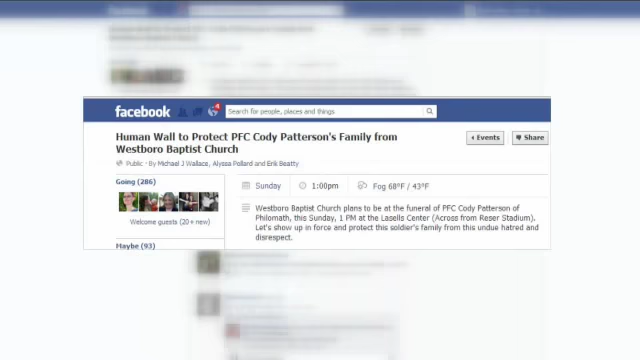 facebook
4
Search for people, places and things
Human Wall to Protect PFC Cody Patterson's Family from
Westboro Baptist Church
Events
Share
Public · By Michael J Wallace, Alyssa Pollard and Erik Beatty
Going (286)
Welcome guests (20+ new)
Maybe (93)
Sunday
1:00pm
Fog 68°F / 43°F
Westboro Baptist Church plans to be at the funeral of PFC Cody Patterson of
Philomath, this Sunday, 1 PM at the Lasells Center (Across from Reser Stadium).
Let's show up in force and protect this soldier's family from this undue hatred and
disrespect.